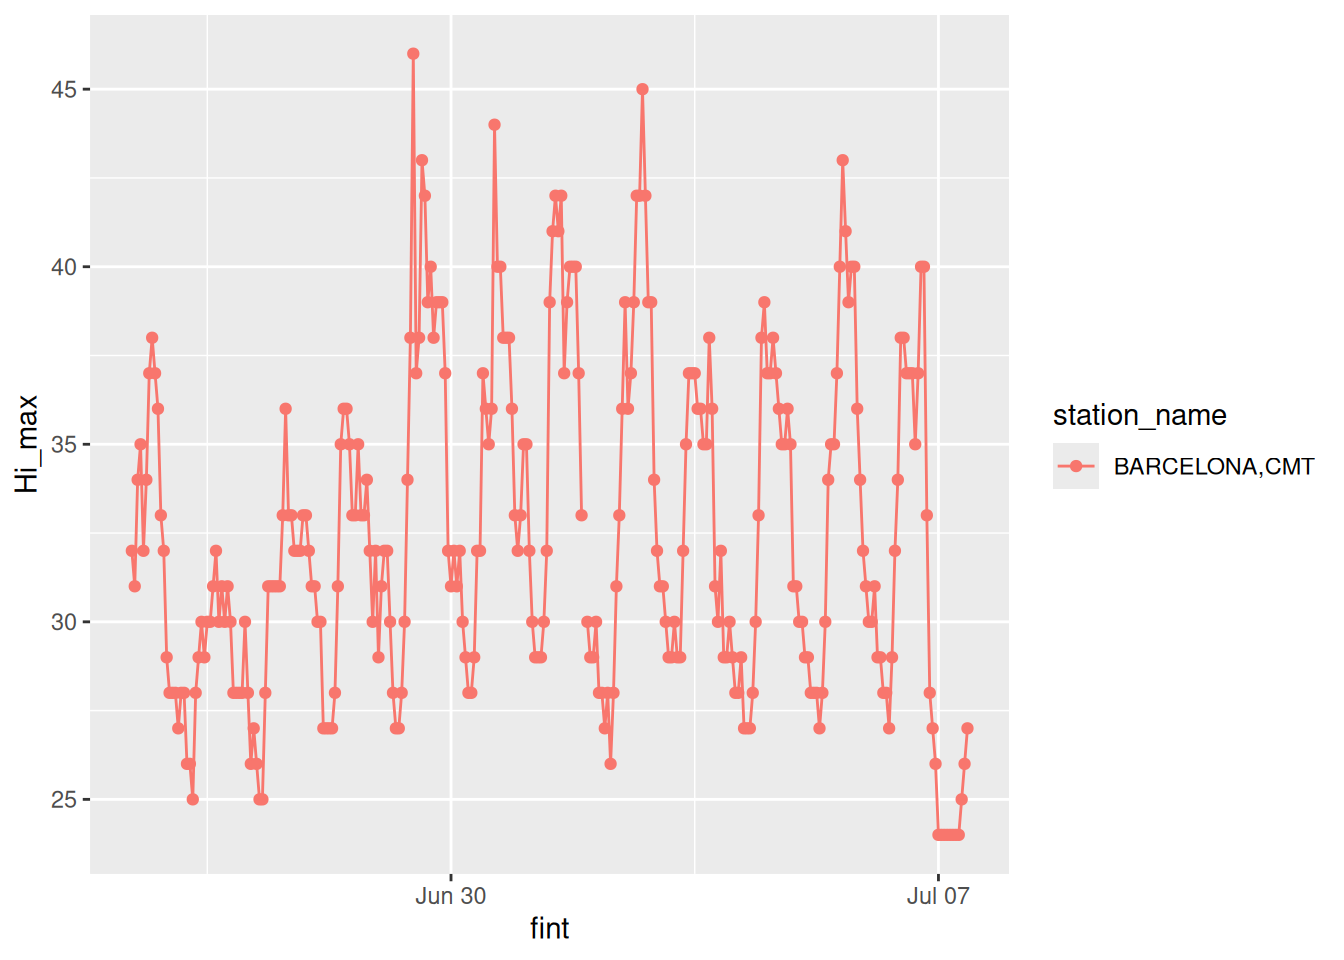 45
40
35
30
25
Hi_max
Jun 30
Jul 07
fint
station_name
BARCELONA,CMT